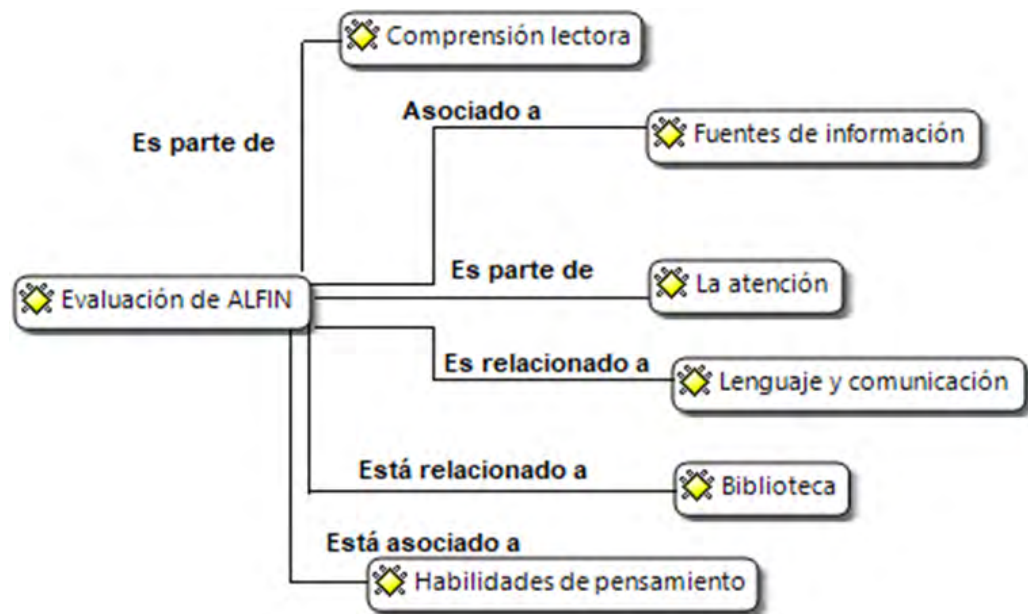 Comprensión lectora
Asociado a
Fuentes de información
Es parte de
Es parte de
La atención
Evaluación de ALFIN
Es relacionado a
Lenguaje y comunicación
Está relacionado a
Biblioteca
Está asociado a
Habilidades de pensamiento